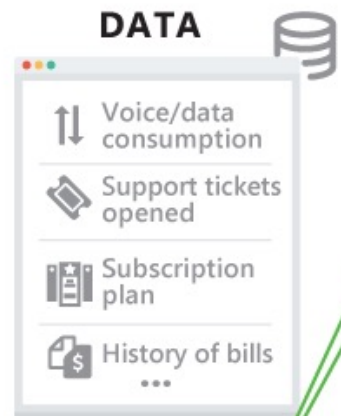 DATA
Voice/data
consumption
Support tickets
opened
Subscription
plan
$ History of bills
...